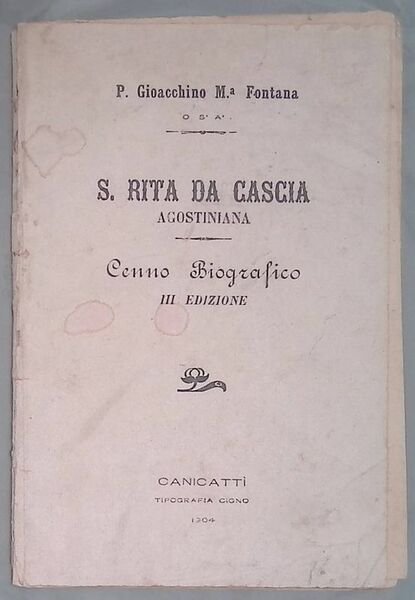 P. Gioacchino M.ª Fontana
O S' A'.
S. RITA DA CASCIA
AGOSTINIANA
Cenno Biografico
III EDIZIONE
CANICATTÌ
TIPOGRAFIA CIGNO
1904